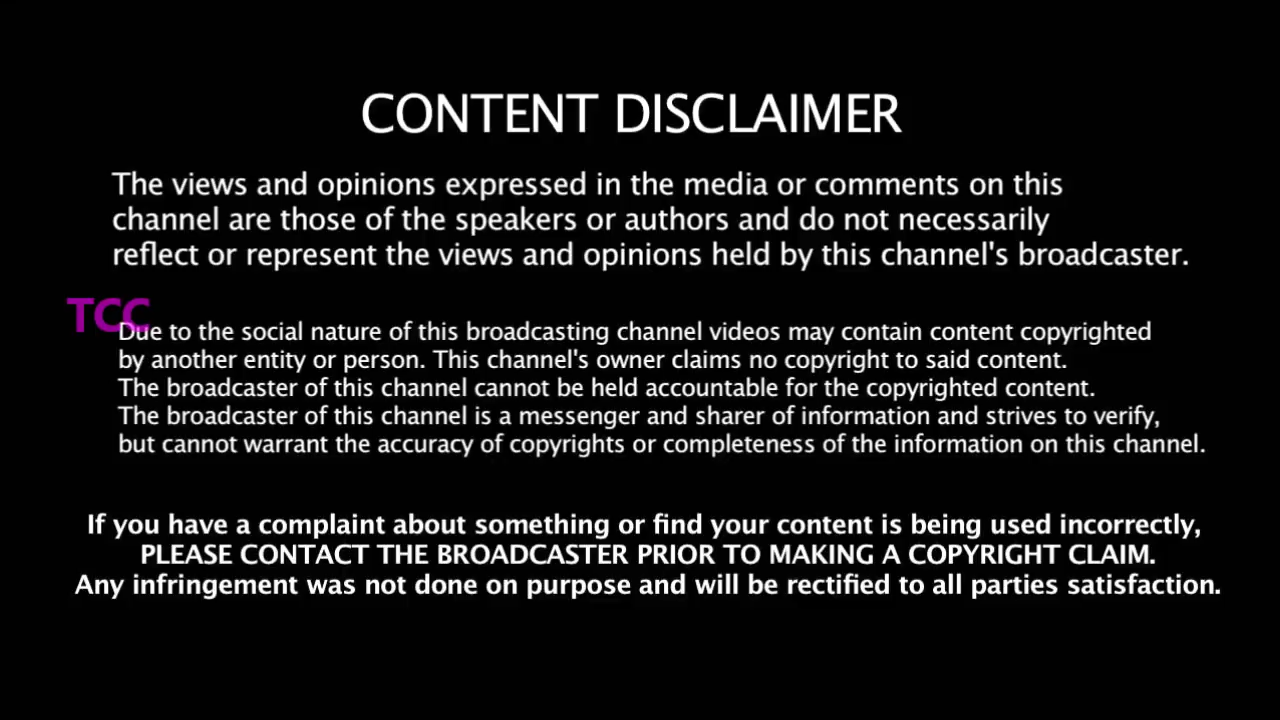 CONTENT DISCLAIMER
The views and opinions expressed in the media or comments on this
channel are those of the speakers or authors and do not necessarily
reflect or represent the views and opinions held by this channel's broadcaster.
TCC
Due to the social nature of this broadcasting channel videos may contain content copyrighted
by another entity or person. This channel's owner claims no copyright to said content.
The broadcaster of this channel cannot be held accountable for the copyrighted content.
The broadcaster of this channel is a messenger and sharer of information and strives to verify,
but cannot warrant the accuracy of copyrights or completeness of the information on this channel.
If you have a complaint about something or find your content is being used incorrectly,
PLEASE CONTACT THE BROADCASTER PRIOR TO MAKING A COPYRIGHT CLAIM.
Any infringement was not done on purpose and will be rectified to all parties satisfaction.